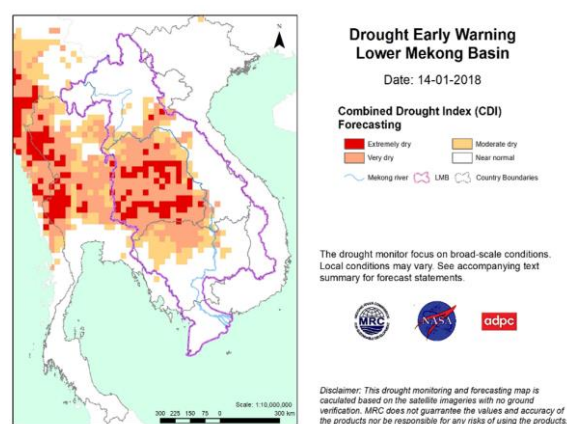 N
Scale: 1:10,000,000
300 225 150 75 0 300 km
Drought Early Warning
Lower Mekong Basin
Date: 14-01-2018
Combined Drought Index (CDI)
Forecasting
Extremely dry
Moderate dry
Very dry
Near normal
Mekong river
LMB
Country Boundaries
The drought monitor focus on broad-scale conditions.
Local conditions may vary. See accompanying text
summary for forecast statements.
MRC
NASA
adpc
Disclaimer: This drought monitoring and forecasting map is
caculated based on the satellite imageries with no ground
verification. MRC does not guarrantee the values and accuracy of
the products nor be responsible for any risks of using the products.